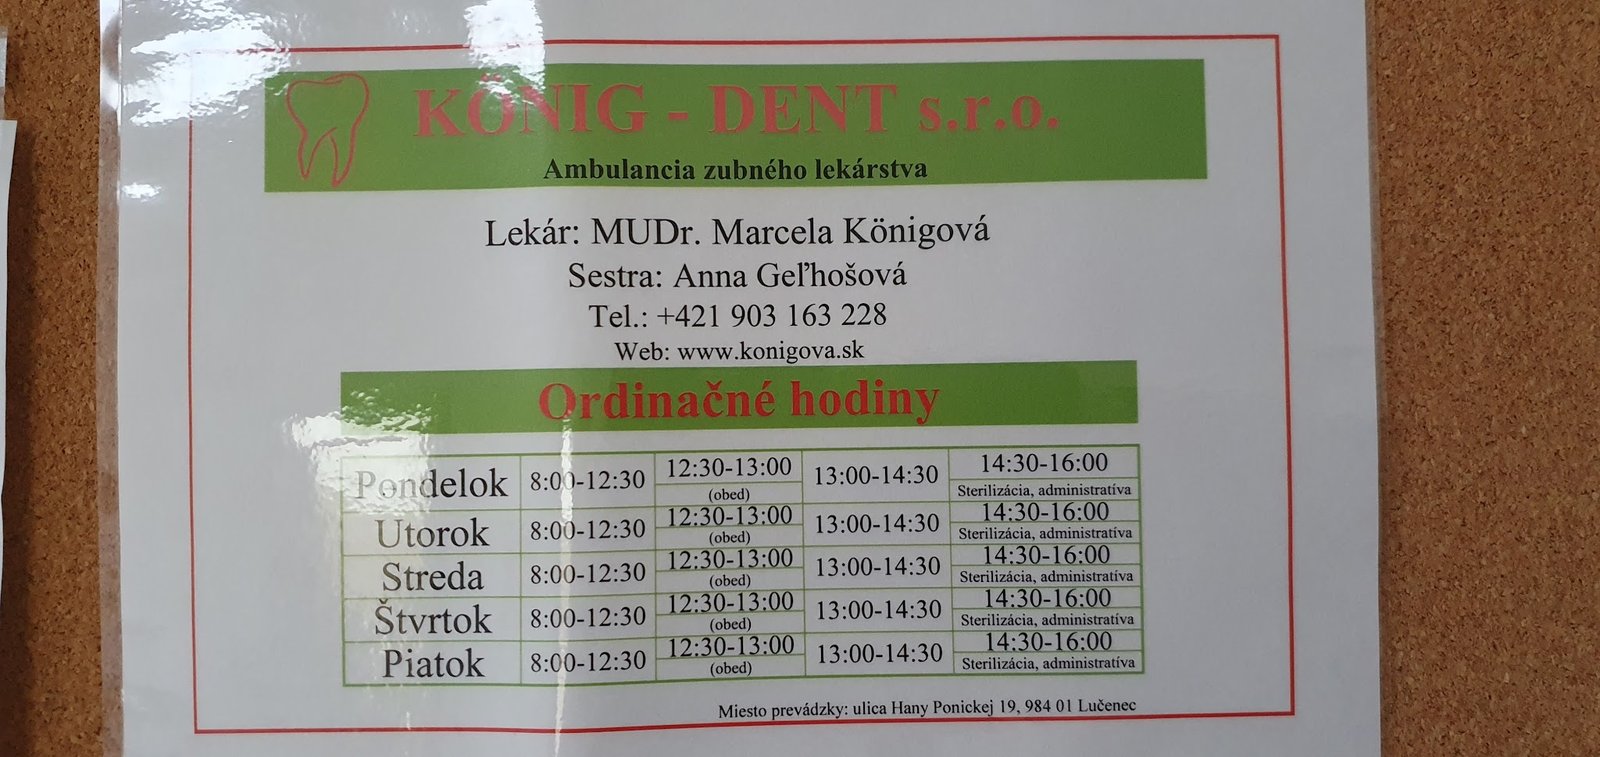 KÖNIG - DENT s.r.o.
Ambulancia zubného lekárstva
Lekár: MUDr. Marcela Königová
Sestra: Anna Geľhošová
Tel.: +421 903 163 228
Web: www.konigova.sk
Ordinačné hodiny
Pondelok 8:00-12:30 12:30-13:00 (obed) 13:00-14:30 14:30-16:00 Sterilizácia, administratíva
Utorok 8:00-12:30 12:30-13:00 (obed) 13:00-14:30 14:30-16:00 Sterilizácia, administratíva
Streda 8:00-12:30 12:30-13:00 (obed) 13:00-14:30 14:30-16:00 Sterilizácia, administratíva
Štvrtok 8:00-12:30 12:30-13:00 (obed) 13:00-14:30 14:30-16:00 Sterilizácia, administratíva
Piatok 8:00-12:30 12:30-13:00 (obed) 13:00-14:30 14:30-16:00 Sterilizácia, administratíva
Miesto prevádzky: ulica Hany Ponickej 19, 984 01 Lučenec